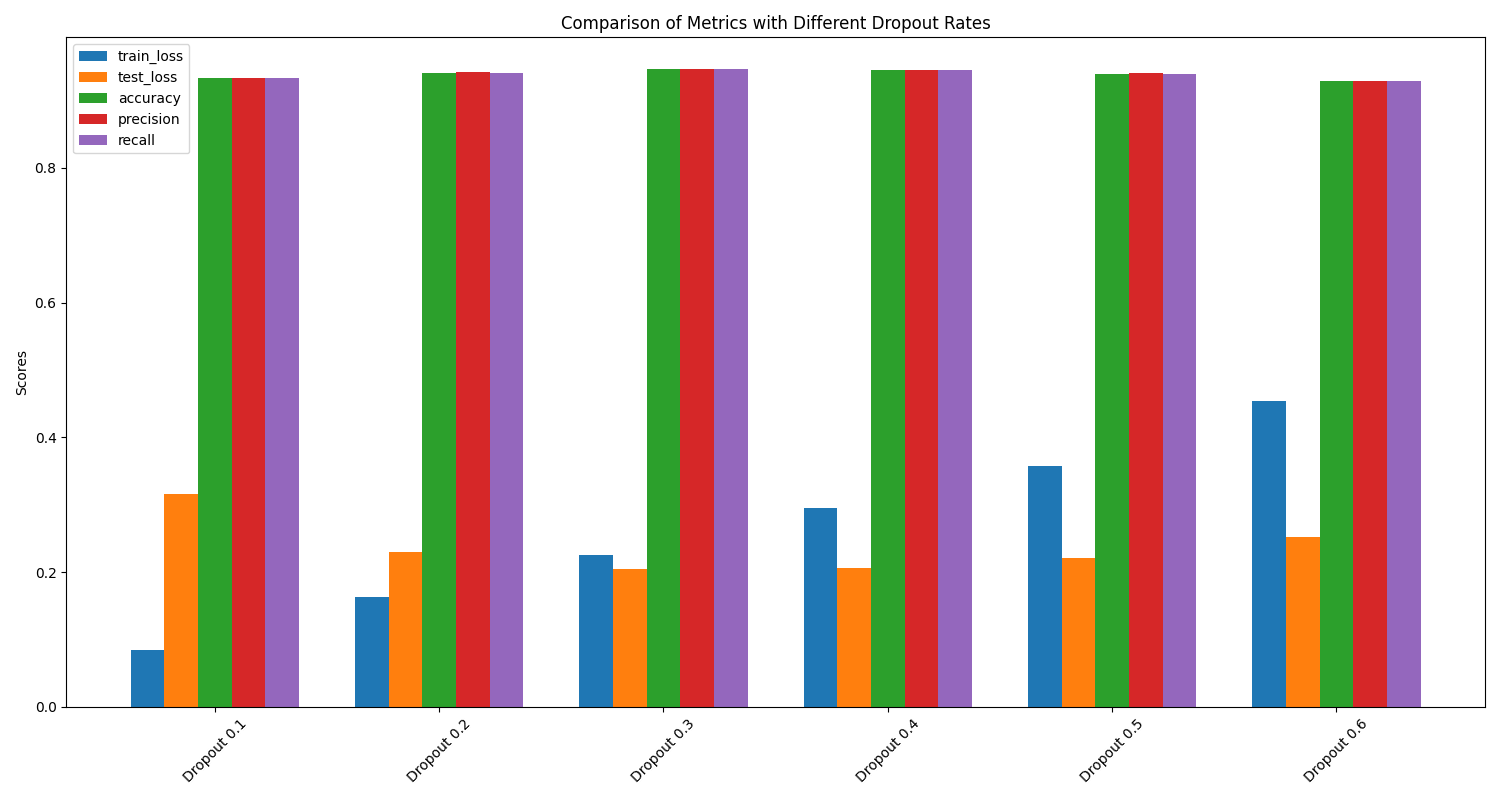 Comparison of Metrics with Different Dropout Rates
train_loss
test_loss
accuracy
precision
recall
Scores
0.8
0.6
0.4
0.2
0.0
Dropout 0.1
Dropout 0.2
Dropout 0.3
Dropout 0.4
Dropout 0.5
Dropout 0.6